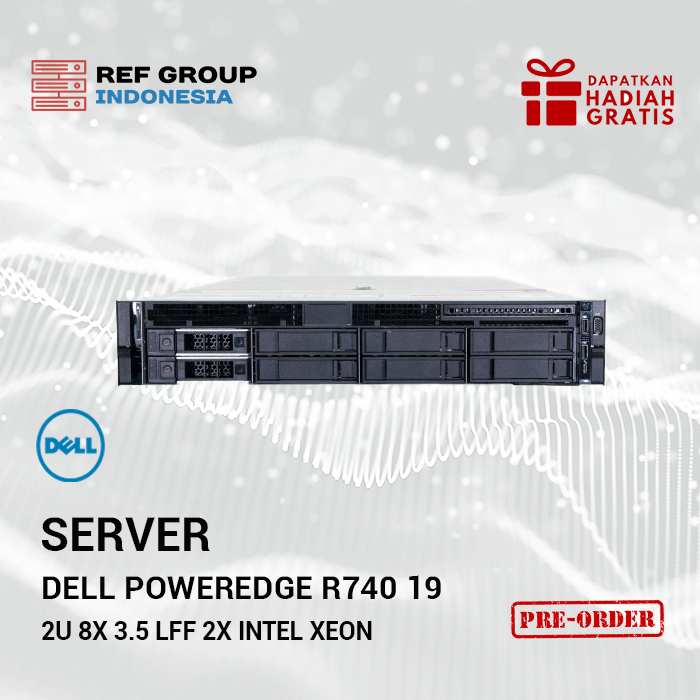 REF GROUP
INDONESIA
DAPATKAN
HADIAH
GRATIS
DELL
SERVER
DELL POWEREDGE R740 19
2U 8X 3.5 LFF 2X INTEL XEON
PRE-ORDER